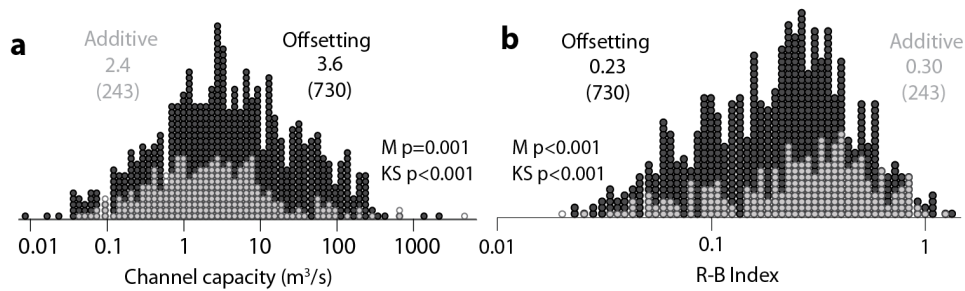 a
Additive
2.4
(243)
Offsetting
3.6
(730)
M p=0.001
KS p<0.001
0.01 0.1 1 10 100 1000
Channel capacity (m³/s)
b
Offsetting
0.23
(730)
Additive
0.30
(243)
M p<0.001
KS p<0.001
0.01 0.1 1
R-B Index